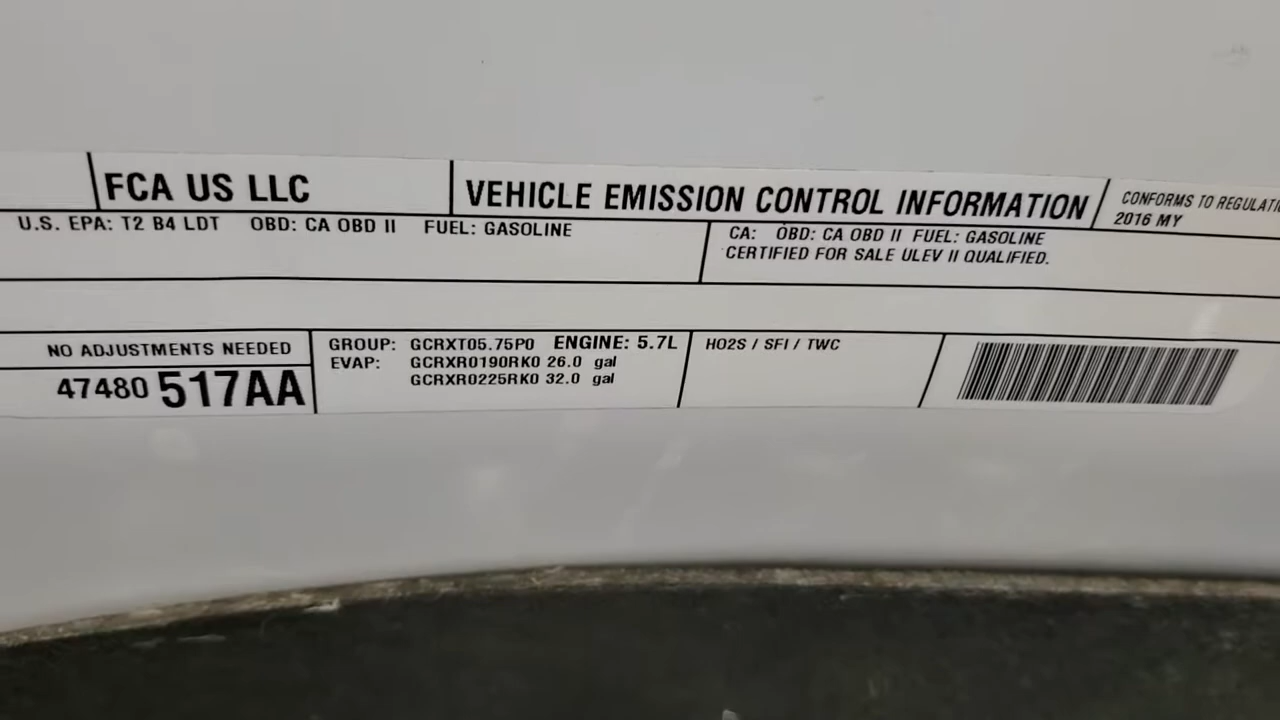 FCA US LLC
VEHICLE EMISSION CONTROL INFORMATION
CONFORMS TO
2016 MY
U.S. EPA: T2 B4 LDT OBD: CA OBD II FUEL: GASOLINE
CA: OBD: CA OBD II FUEL: GASOLINE
CERTIFIED FOR SALE ULEV II QUALIFIED.
NO ADJUSTMENTS NEEDED
47480 517AA
GROUP: GCRXT05.75P0 ENGINE: 5.7L
EVAP: GCRXR0190RK0 26.0 gal
GCRXR0225RK0 32.0 gal
HO2S / SFI / TWC